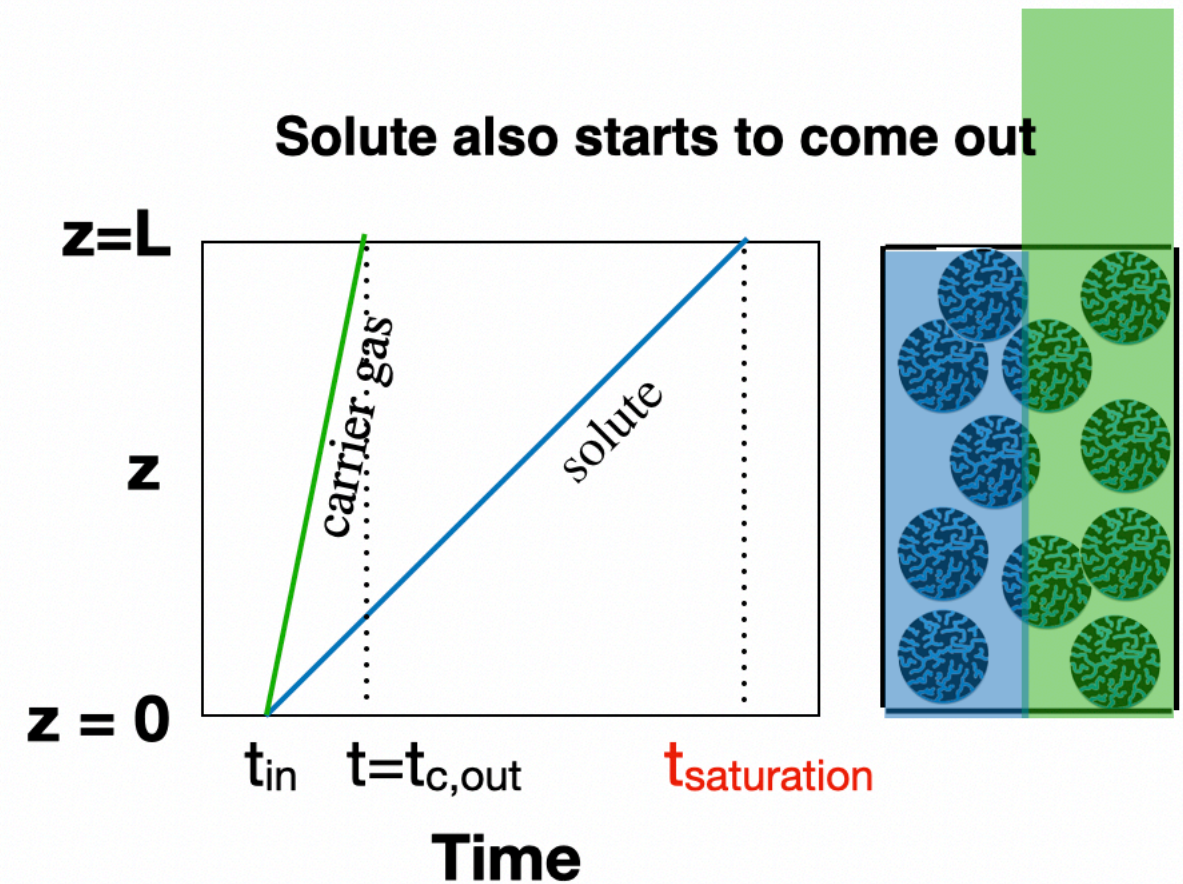 Solute also starts to come out
z=L
carrier gas
solute
z
z = 0
tin t=tc,out tsaturation
Time